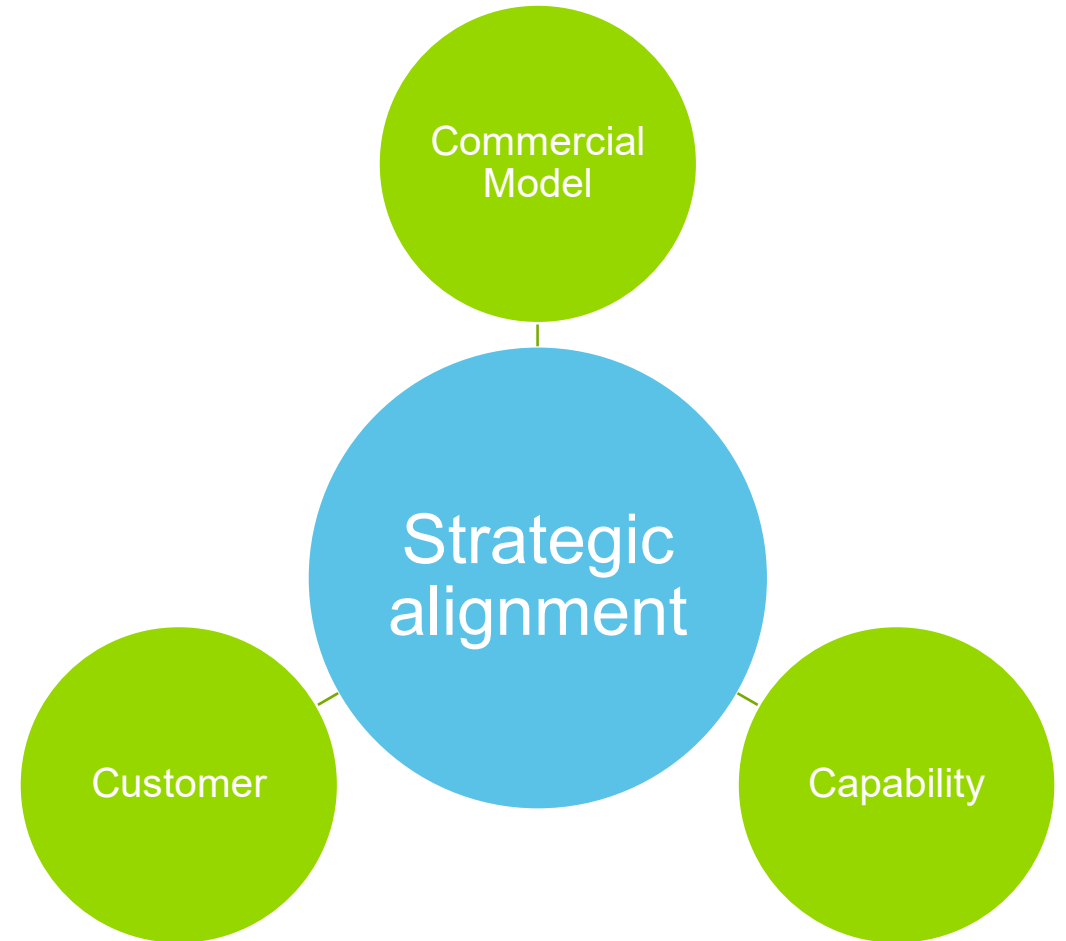 Commercial
Model
Strategic
alignment
Customer
Capability